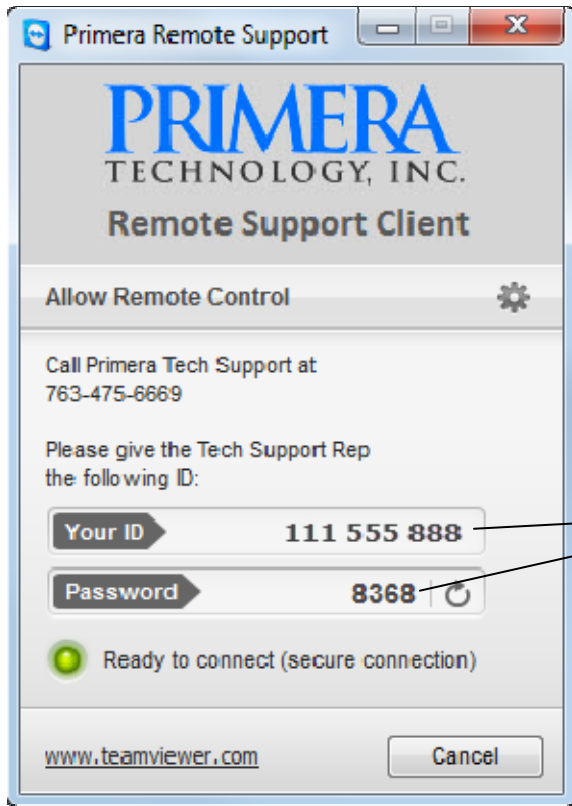 Primera Remote Support
PRIMERA
TECHNOLOGY, INC.
Remote Support Client
Allow Remote Control
Call Primera Tech Support at
763-475-6669
Please give the Tech Support Rep
the following ID:
Your ID 111 555 888
Password 8368
Ready to connect (secure connection)
www.teamviewer.com Cancel